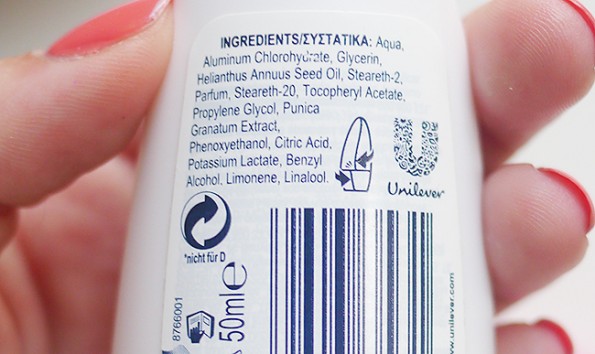 INGREDIENTS/ΣΥΣΤΑΤΙΚΑ: Aqua,
Aluminum Chlorohydrate, Glycerin,
Helianthus Annuus Seed Oil, Steareth-2,
Parfum, Steareth-20, Tocopheryl Acetate,
Propylene Glycol, Punica
Granatum Extract,
Phenoxyethanol, Citric Acid,
Potassium Lactate, Benzyl
Alcohol, Limonene, Linalool.
Unilever
*nicht für D
50ml e
8766001
www.unilever.com